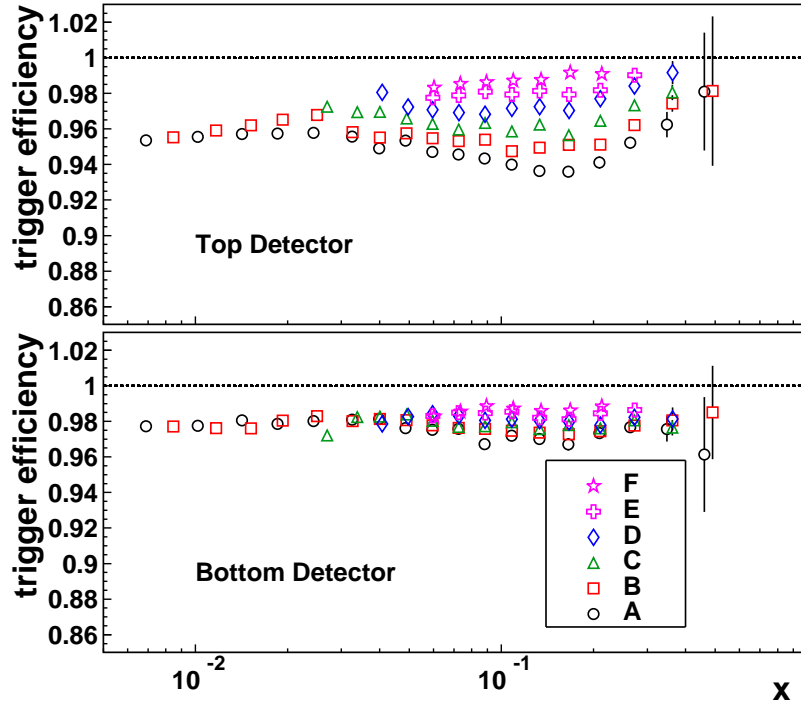 trigger efficiency
1.02
1
0.98
0.96
0.94
0.92
0.9
0.88
0.86
Top Detector
trigger efficiency
1.02
1
0.98
0.96
0.94
0.92
0.9
0.88
0.86
Bottom Detector
F
E
D
C
B
A
10⁻²
10⁻¹
x